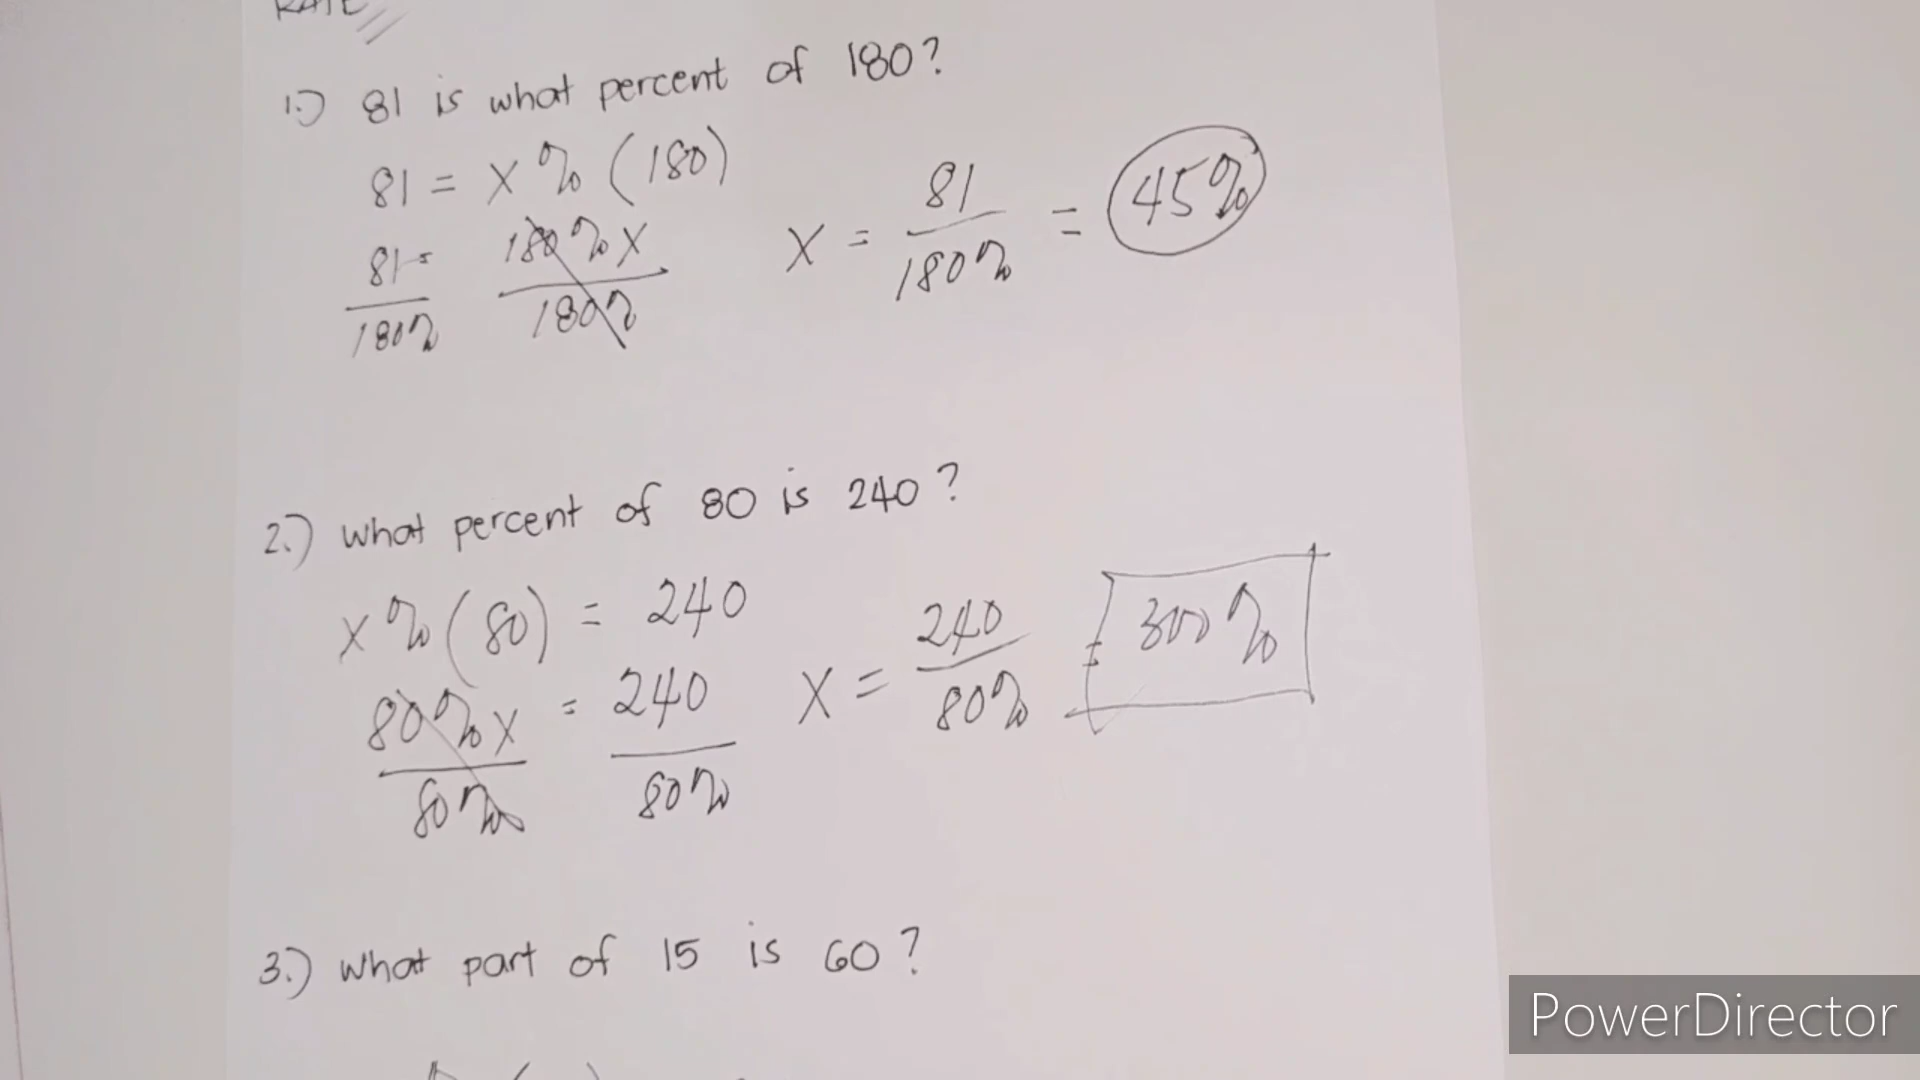 RATE
1.) 81 is what percent of 180?
81 = X % (180)
81 = 180%X
180% 180%
X = 81 = 45%
180%
2.) What percent of 80 is 240?
X % (80) = 240
80%X = 240
80% 80%
X = 240 = 300%
80%
3.) What part of 15 is 60?
PowerDirector